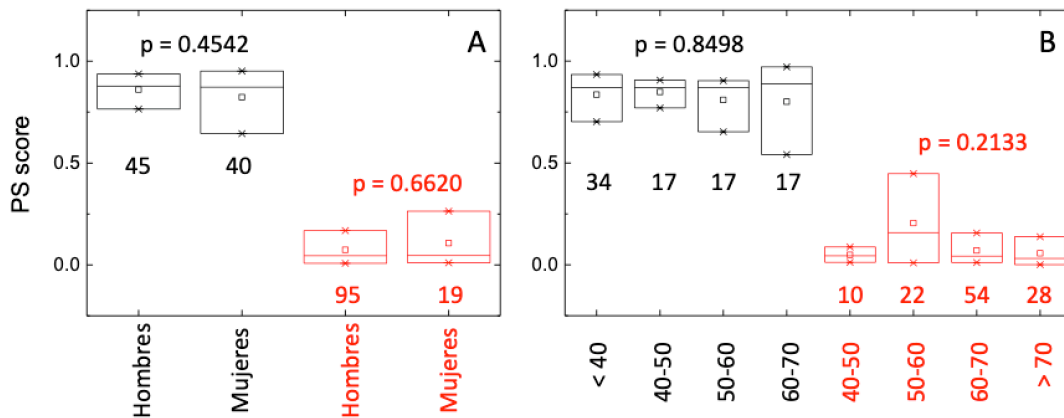 PS score
A
p = 0.4542
1.0
0.5
0.0
45
40
p = 0.6620
95
19
Hombres
Mujeres
Hombres
Mujeres
B
p = 0.8498
1.0
0.5
0.0
34
17
17
17
p = 0.2133
10
22
54
28
< 40
40-50
50-60
60-70
40-50
50-60
60-70
> 70